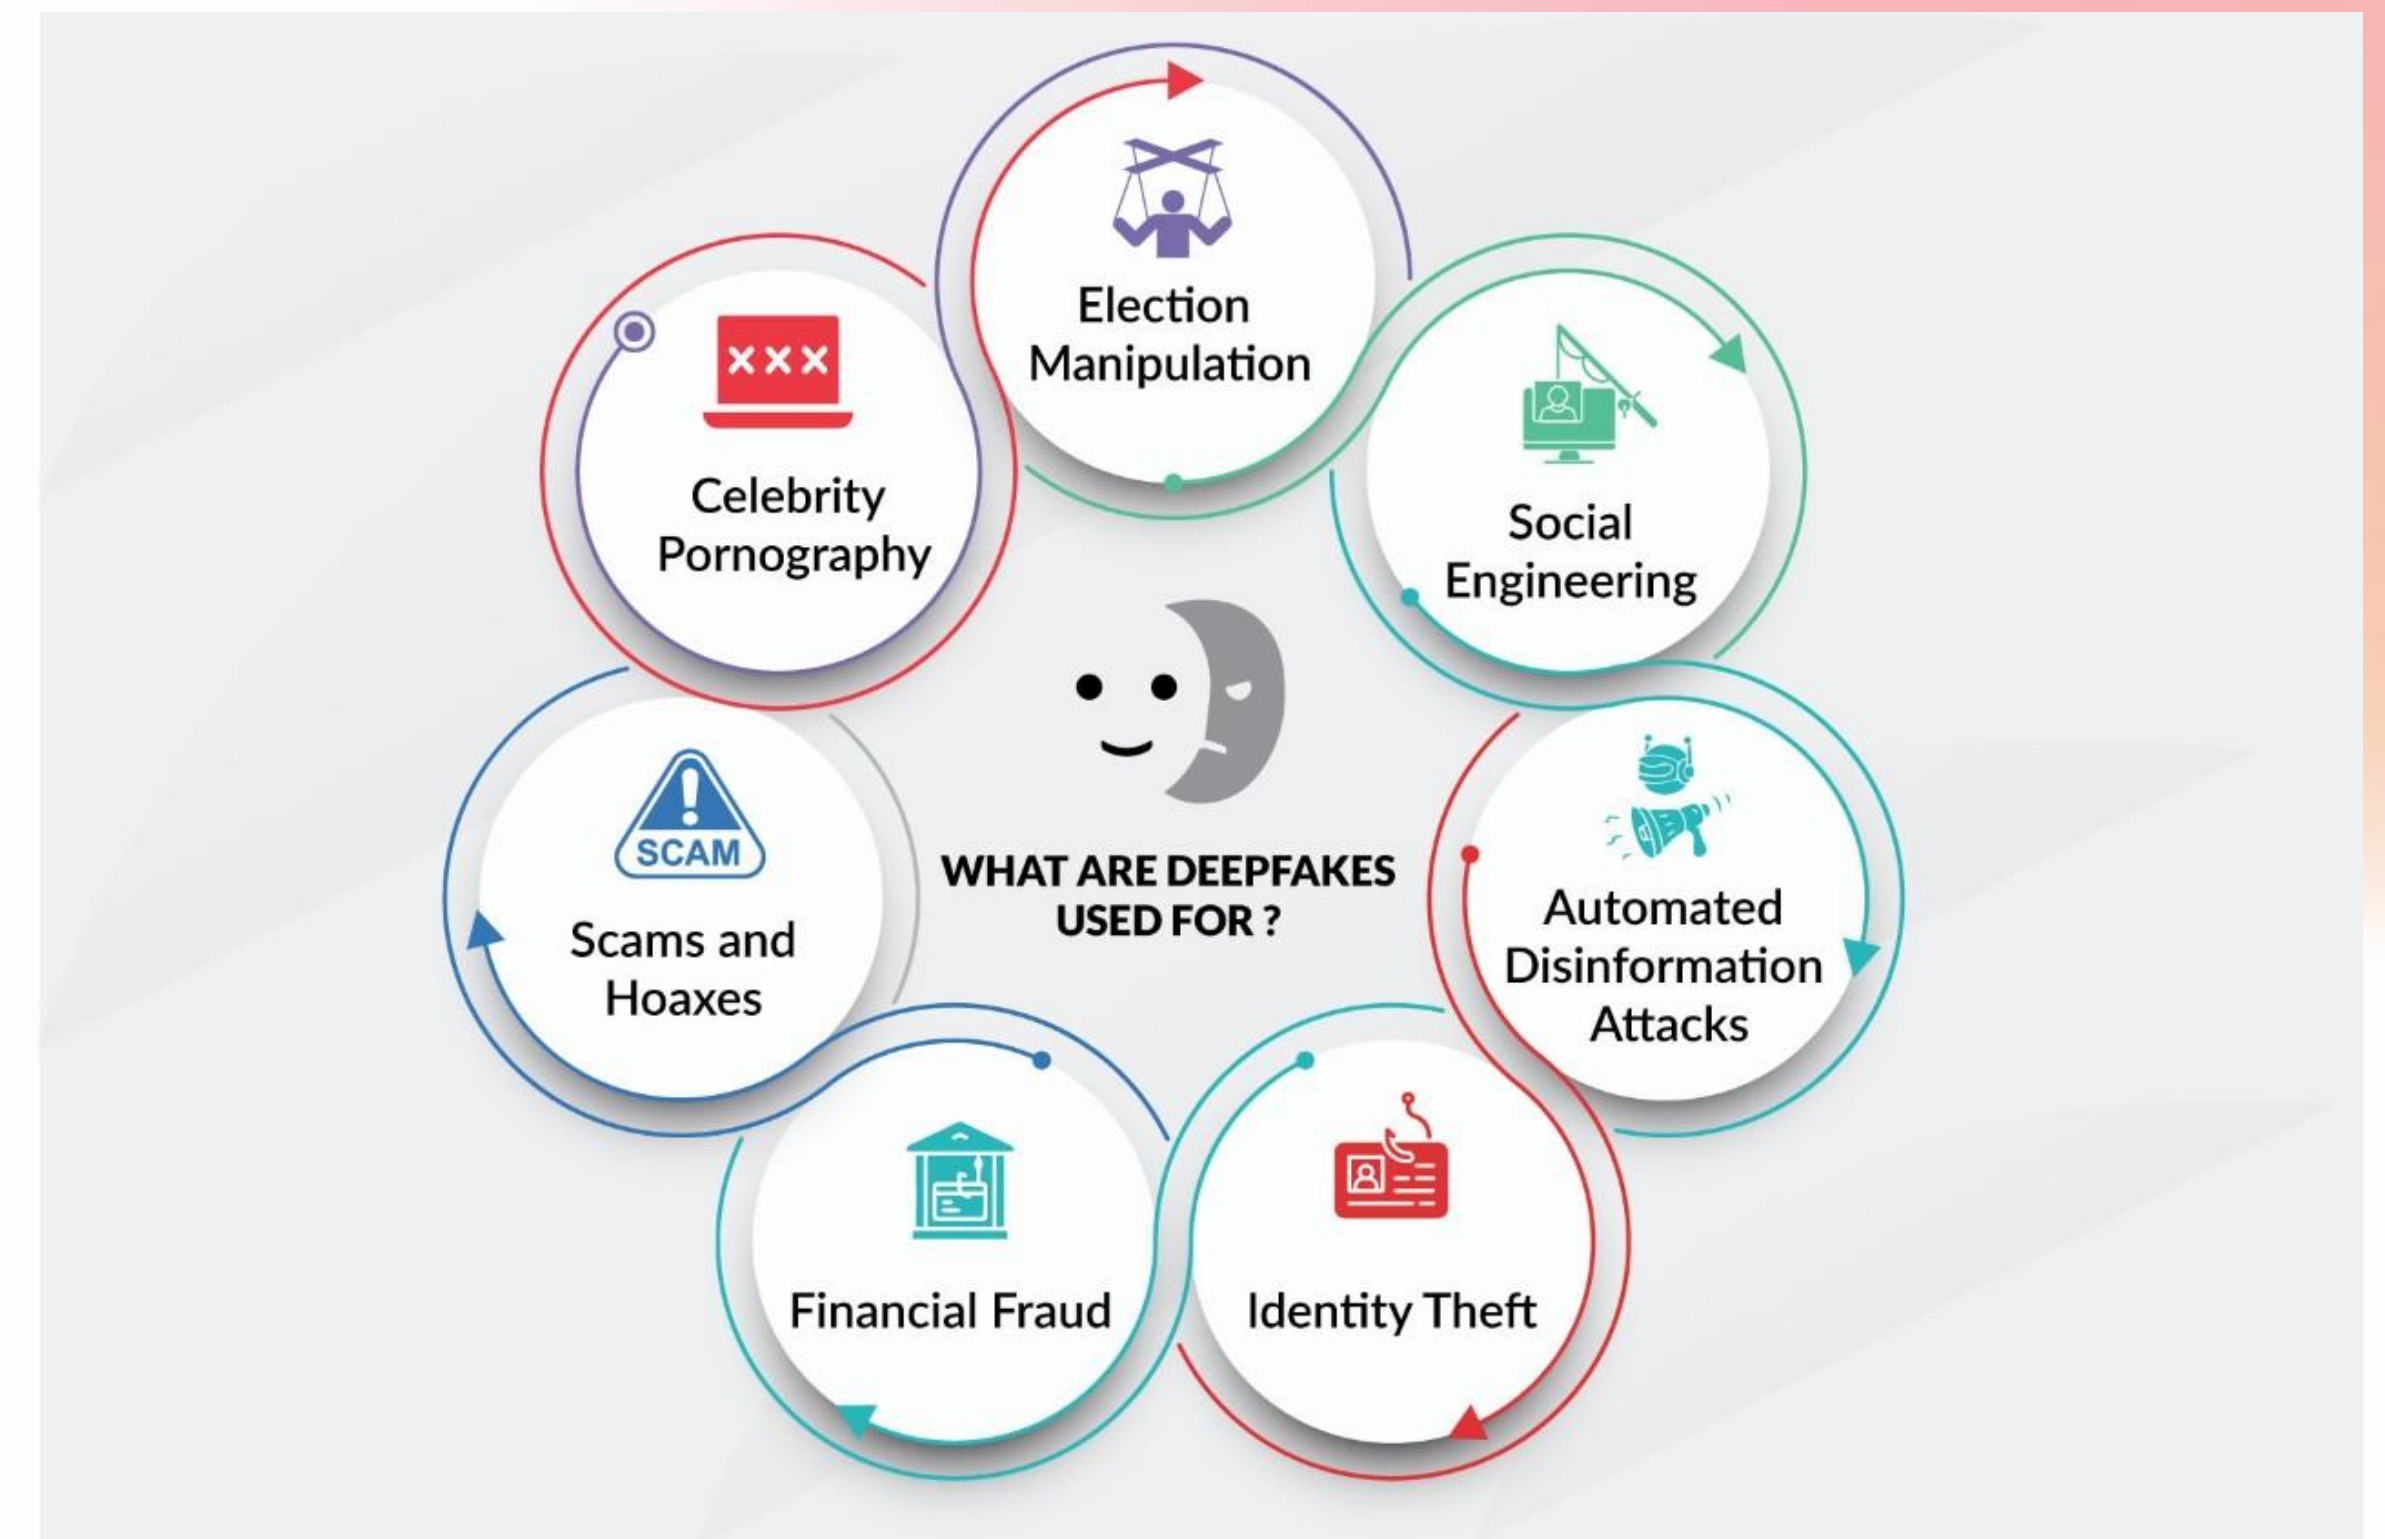 Election
Manipulation
XXX
Celebrity
Pornography
Social
Engineering
SCAM
Scams and
Hoaxes
WHAT ARE DEEPFAKES
USED FOR ?
Automated
Disinformation
Attacks
Financial Fraud
Identity Theft